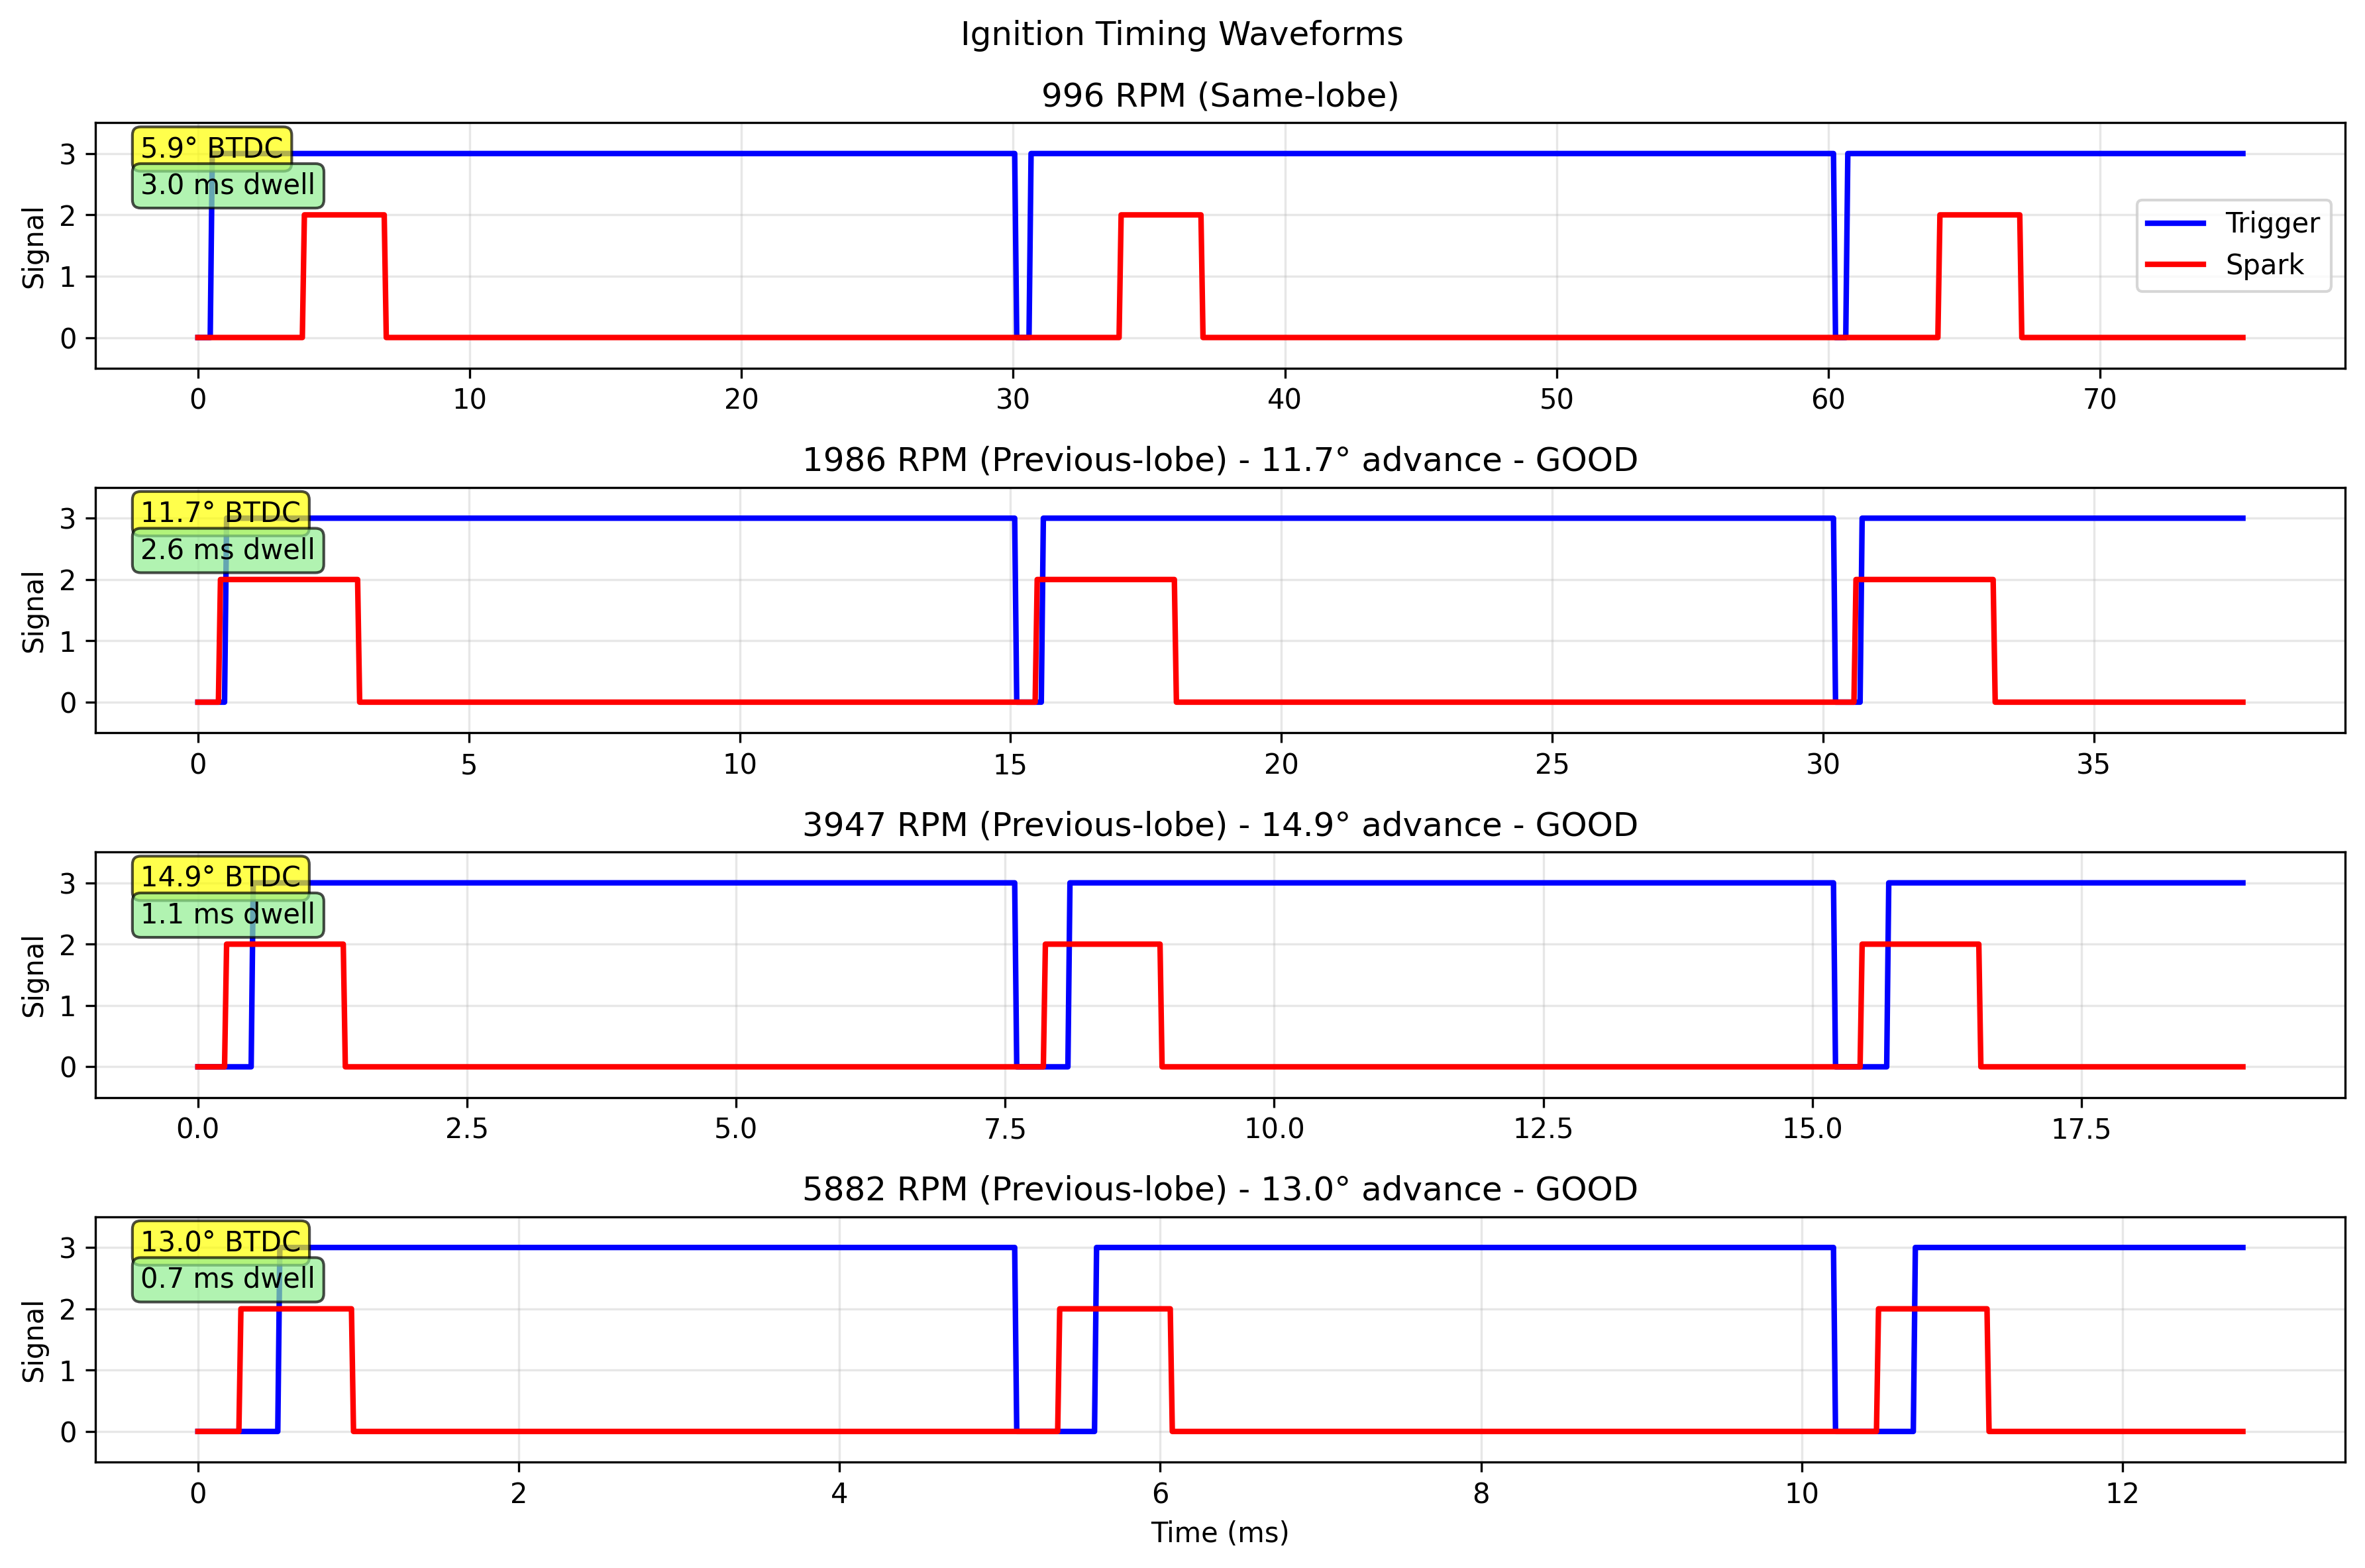 Ignition Timing Waveforms
996 RPM (Same-lobe)
5.9° BTDC
3.0 ms dwell
Signal
3
2
1
0
Trigger
Spark
0 10 20 30 40 50 60 70
1986 RPM (Previous-lobe) - 11.7° advance - GOOD
11.7° BTDC
2.6 ms dwell
Signal
3
2
1
0
0 5 10 15 20 25 30 35
3947 RPM (Previous-lobe) - 14.9° advance - GOOD
14.9° BTDC
1.1 ms dwell
Signal
3
2
1
0
0.0 2.5 5.0 7.5 10.0 12.5 15.0 17.5
5882 RPM (Previous-lobe) - 13.0° advance - GOOD
13.0° BTDC
0.7 ms dwell
Signal
3
2
1
0
0 2 4 6 8 10 12
Time (ms)